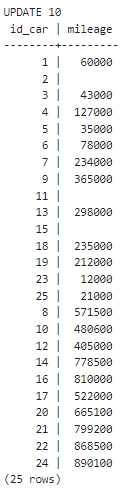 UPDATE 10
 id_car | mileage
--------+---------
      1 |   60000
      2 |
      3 |   43000
      4 |  127000
      5 |   35000
      6 |   78000
      7 |  234000
      9 |  365000
     11 |
     13 |  298000
     15 |
     18 |  235000
     19 |  212000
     23 |   12000
     25 |   21000
      8 |  571500
     10 |  480600
     12 |  405000
     14 |  778500
     16 |  810000
     17 |  522000
     20 |  665100
     21 |  799200
     22 |  868500
     24 |  890100
(25 rows)